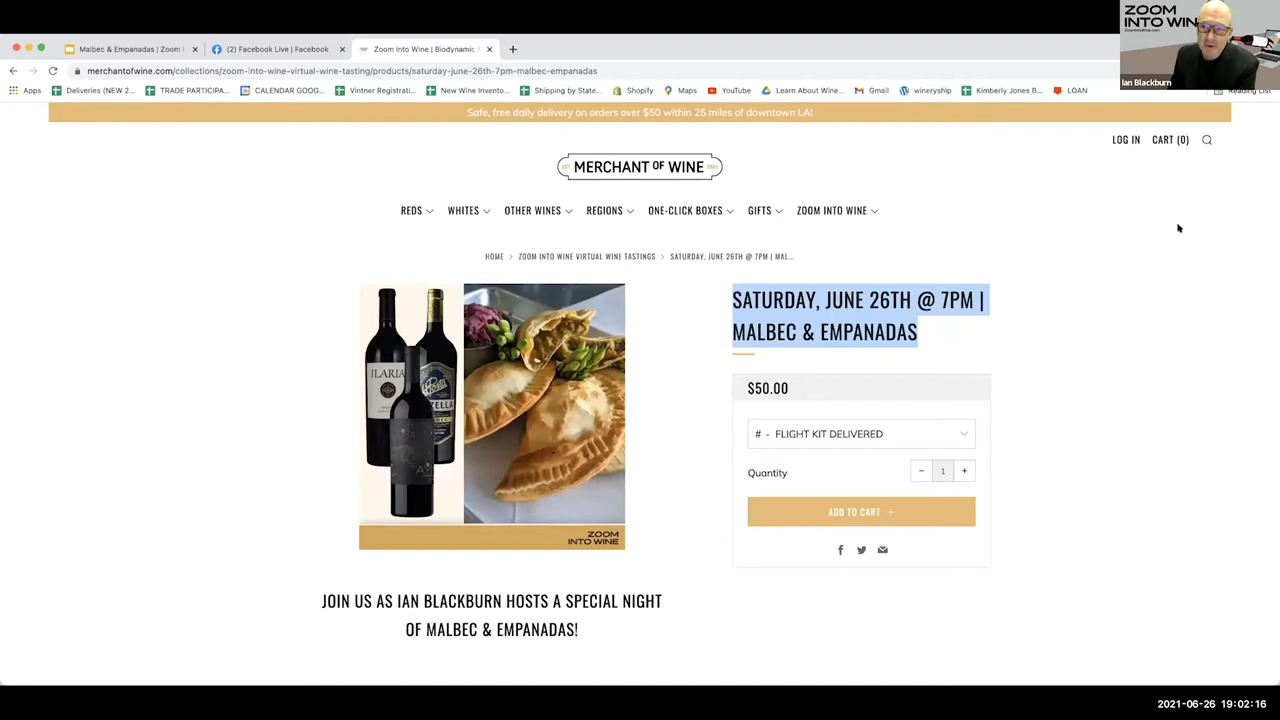 ZOOM
INTO WIN
ZoomIntoWine.com
Ian Blackburn
Malbec & Empanadas | Zoom I
(2) Facebook Live | Facebook
Zoom Into Wine | Biodynamic
merchantofwine.com/collections/zoom-into-wine-virtual-wine-tasting/products/saturday-june-26th-7pm-malbec-empanadas
Apps
Deliveries (NEW 2...
TRADE PARTICIPA...
CALENDAR GOOG...
Vintner Registrati...
New Wine Invento...
Shipping by State...
Shopify
Maps
YouTube
Learn About Wine...
Gmail
wineryship
Kimberly Jones B...
LOAN
Reading List
Safe, free daily delivery on orders over $50 within 25 miles of downtown LA!
LOG IN CART (0)
MERCHANT OF WINE
REDS WHITES OTHER WINES REGIONS ONE-CLICK BOXES GIFTS ZOOM INTO WINE
HOME > ZOOM INTO WINE VIRTUAL WINE TASTINGS > SATURDAY, JUNE 26TH @ 7PM | MAL...
ILARIA
SATURDAY, JUNE 26TH @ 7PM |
MALBEC & EMPANADAS
$50.00
# - FLIGHT KIT DELIVERED
Quantity
- 1 +
ADD TO CART +
ZOOM
INTO WINE
JOIN US AS IAN BLACKBURN HOSTS A SPECIAL NIGHT
OF MALBEC & EMPANADAS!
2021-06-26 19:02:16